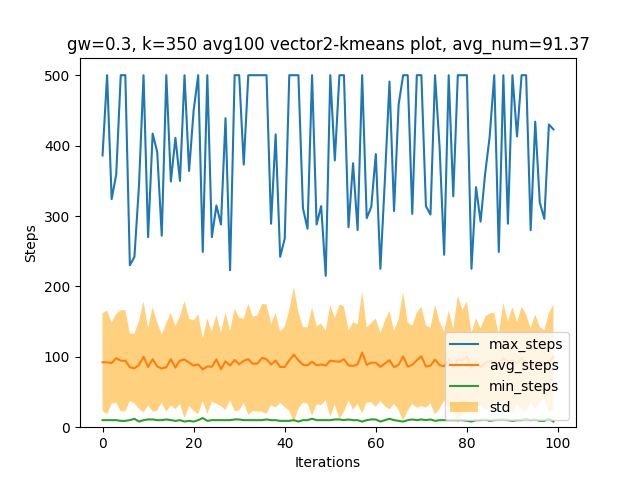 gw=0.3, k=350 avg100 vector2-kmeans plot, avg_num=91.37
500
400
300
200
100
0
Steps
max_steps
avg_steps
min_steps
std
0 20 40 60 80 100
Iterations